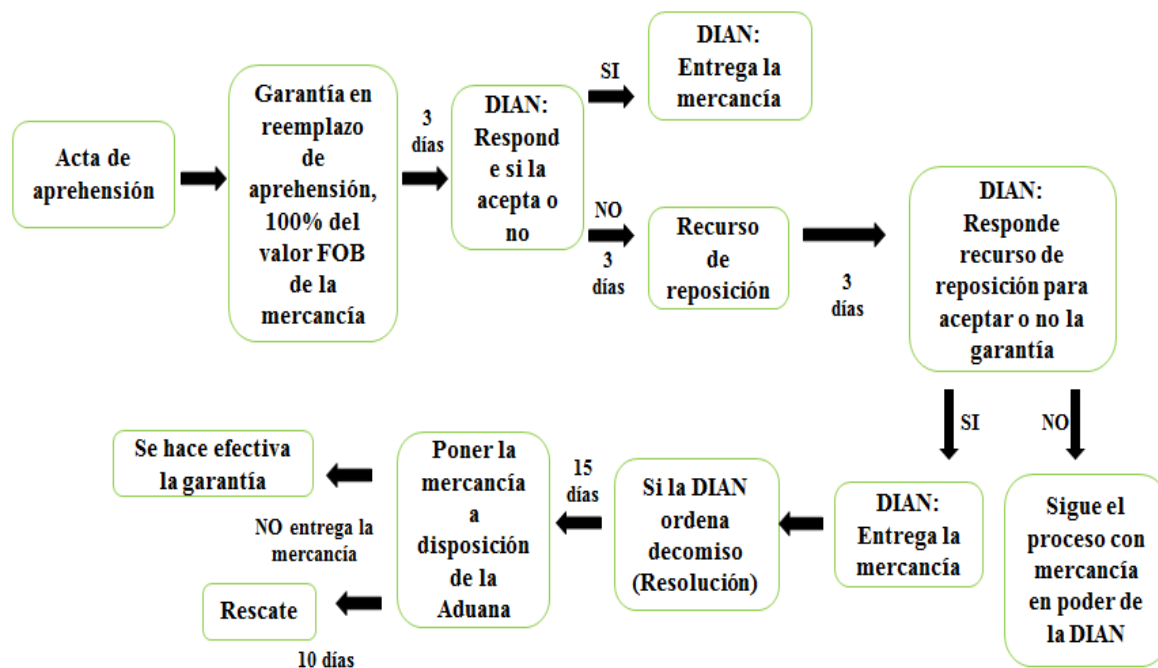 Acta de
aprehensión
Garantía en
reemplazo
de
aprehensión,
100% del
valor FOB
de la
mercancía
3
días
DIAN:
Respond
e si la
acepta o
no
SI
DIAN:
Entrega la
mercancía
NO
3
días
Recurso
de
reposición
3
días
DIAN:
Responde
recurso de
reposición para
aceptar o no la
garantía
SI
NO
DIAN:
Entrega la
mercancía
Sigue el
proceso con
mercancía
en poder de
la DIAN
Si la DIAN
ordena
decomiso
(Resolución)
15
días
Poner la
mercancía
a
disposición
de la
Aduana
Se hace efectiva
la garantía
NO entrega la
mercancía
Rescate
10 días